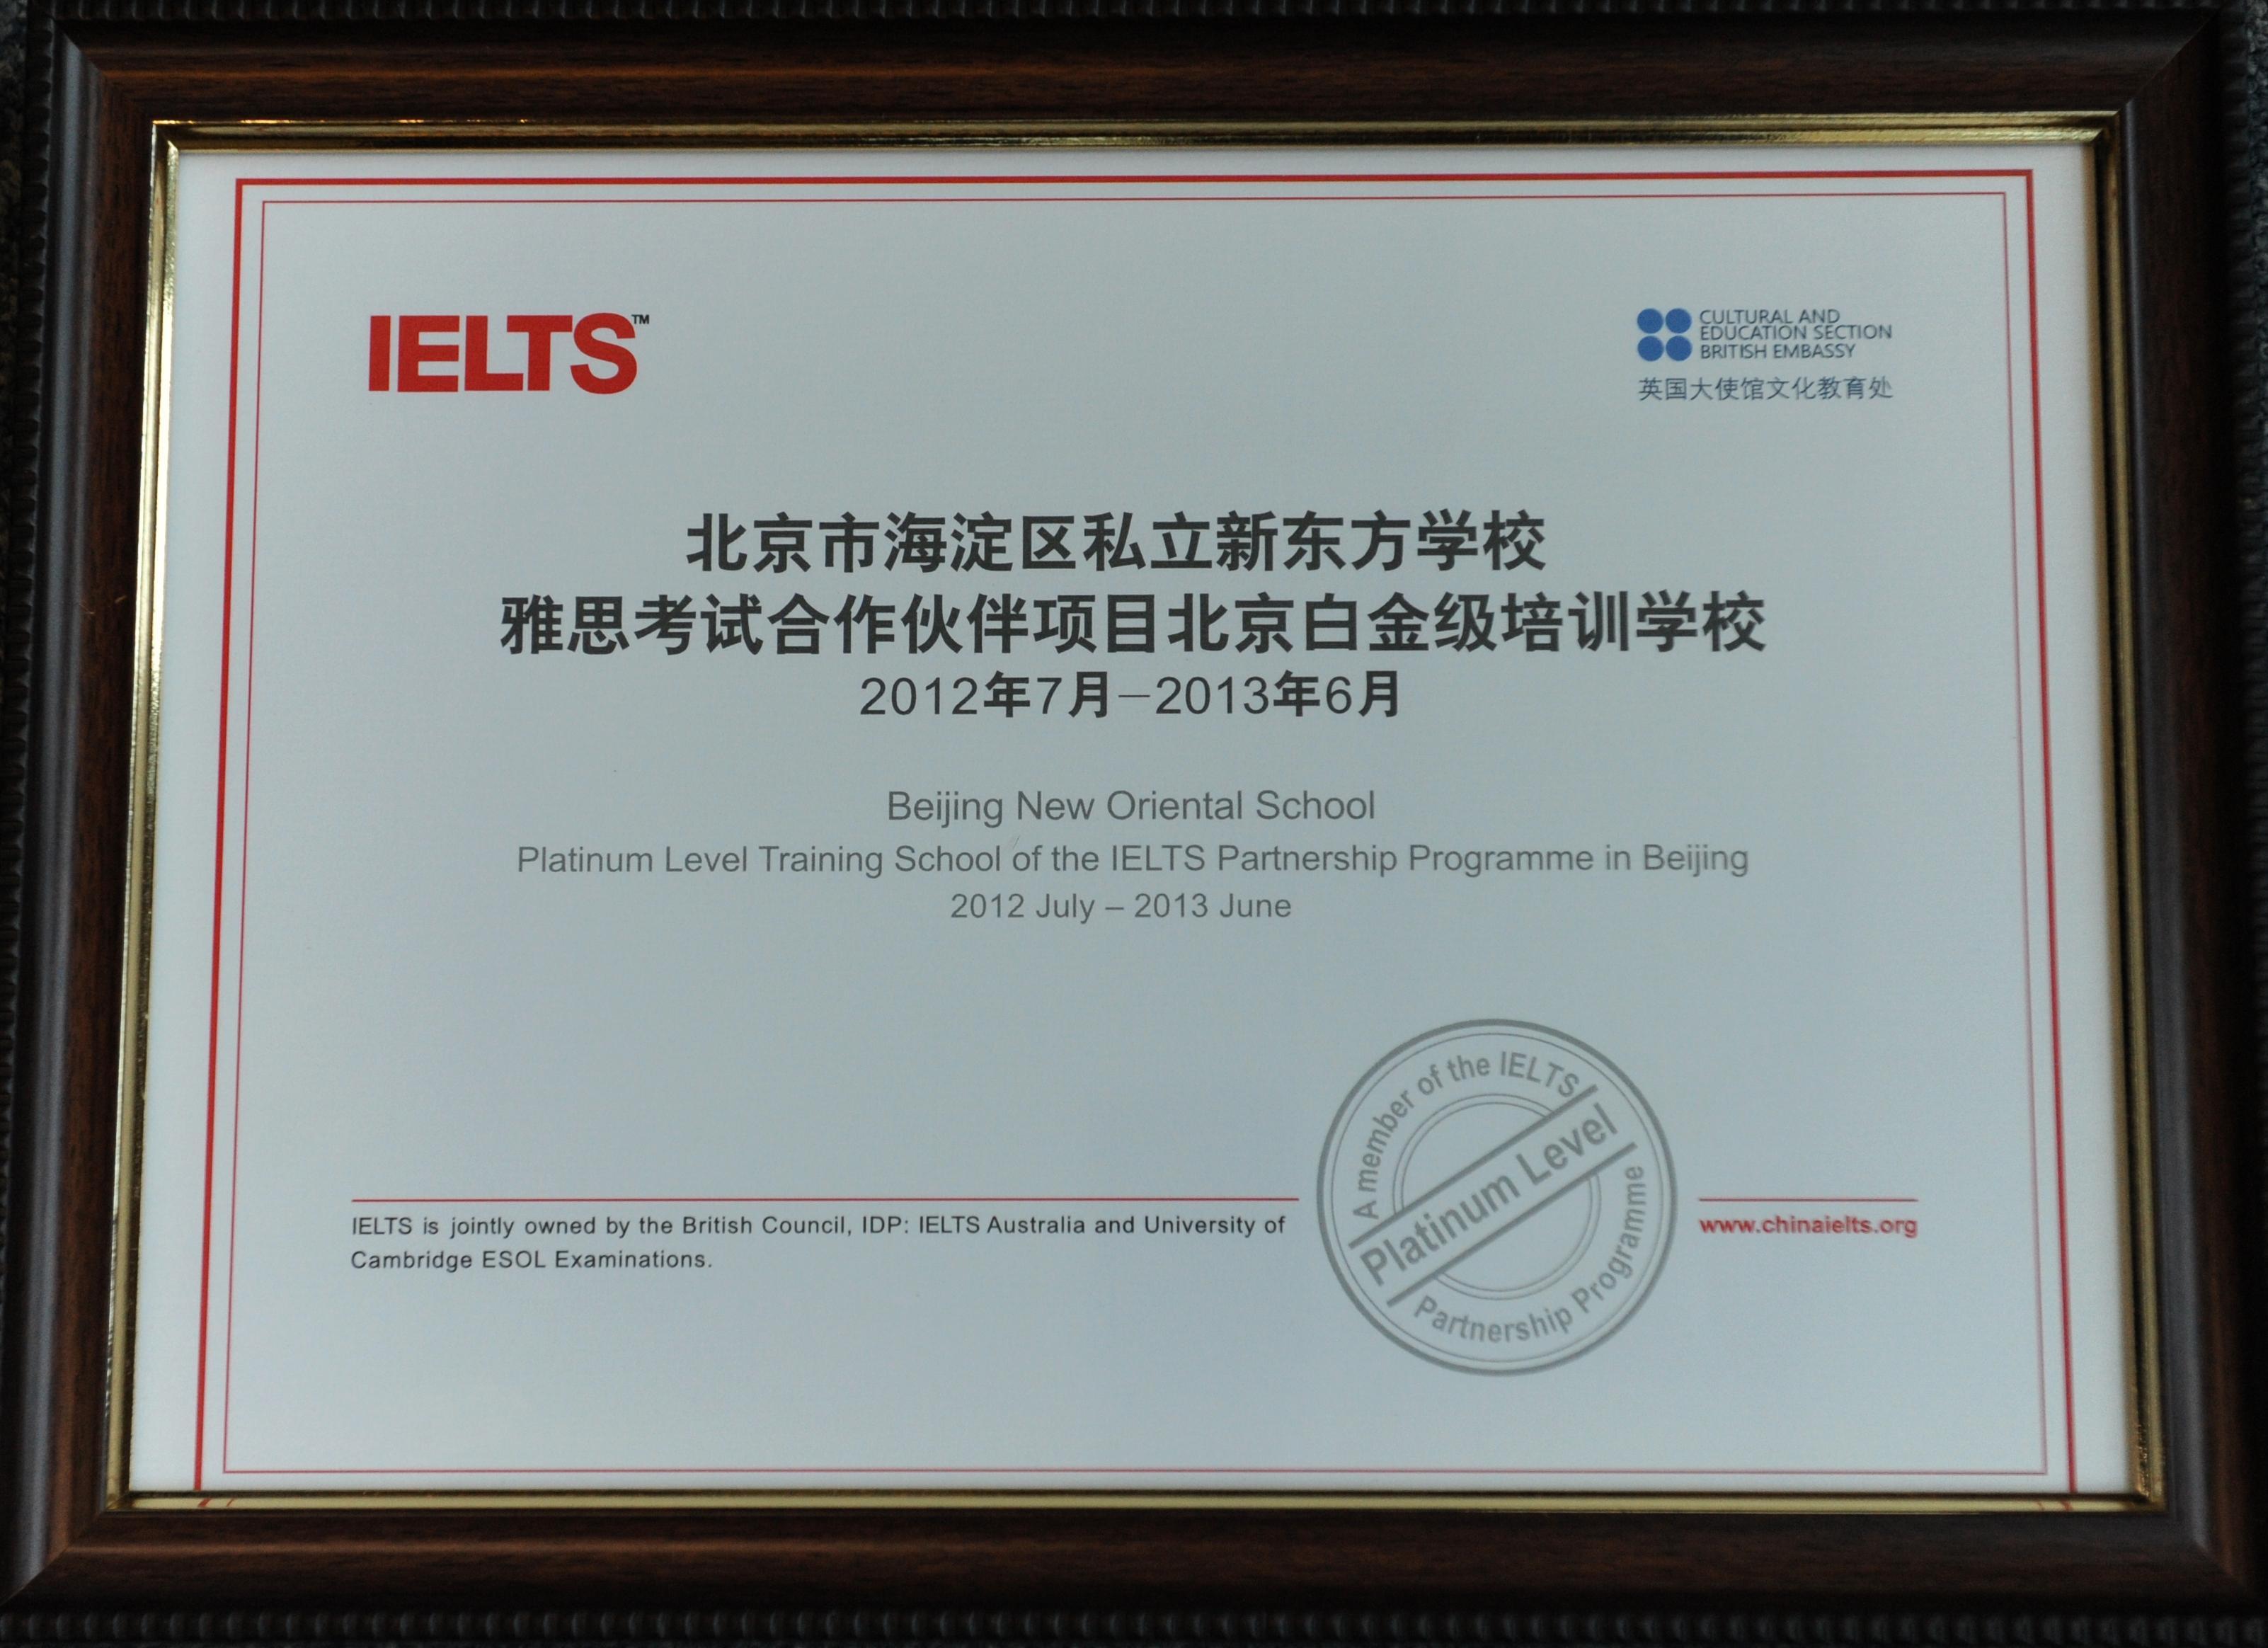 IELTS™
CULTURAL AND
EDUCATION SECTION
BRITISH EMBASSY
英国大使馆文化教育处
北京市海淀区私立新东方学校
雅思考试合作伙伴项目北京白金级培训学校
2012年7月–2013年6月
Beijing New Oriental School
Platinum Level Training School of the IELTS Partnership Programme in Beijing
2012 July – 2013 June
A member of the IELTS
Platinum Level
Partnership Programme
IELTS is jointly owned by the British Council, IDP: IELTS Australia and University of
Cambridge ESOL Examinations.
www.chinaielts.org